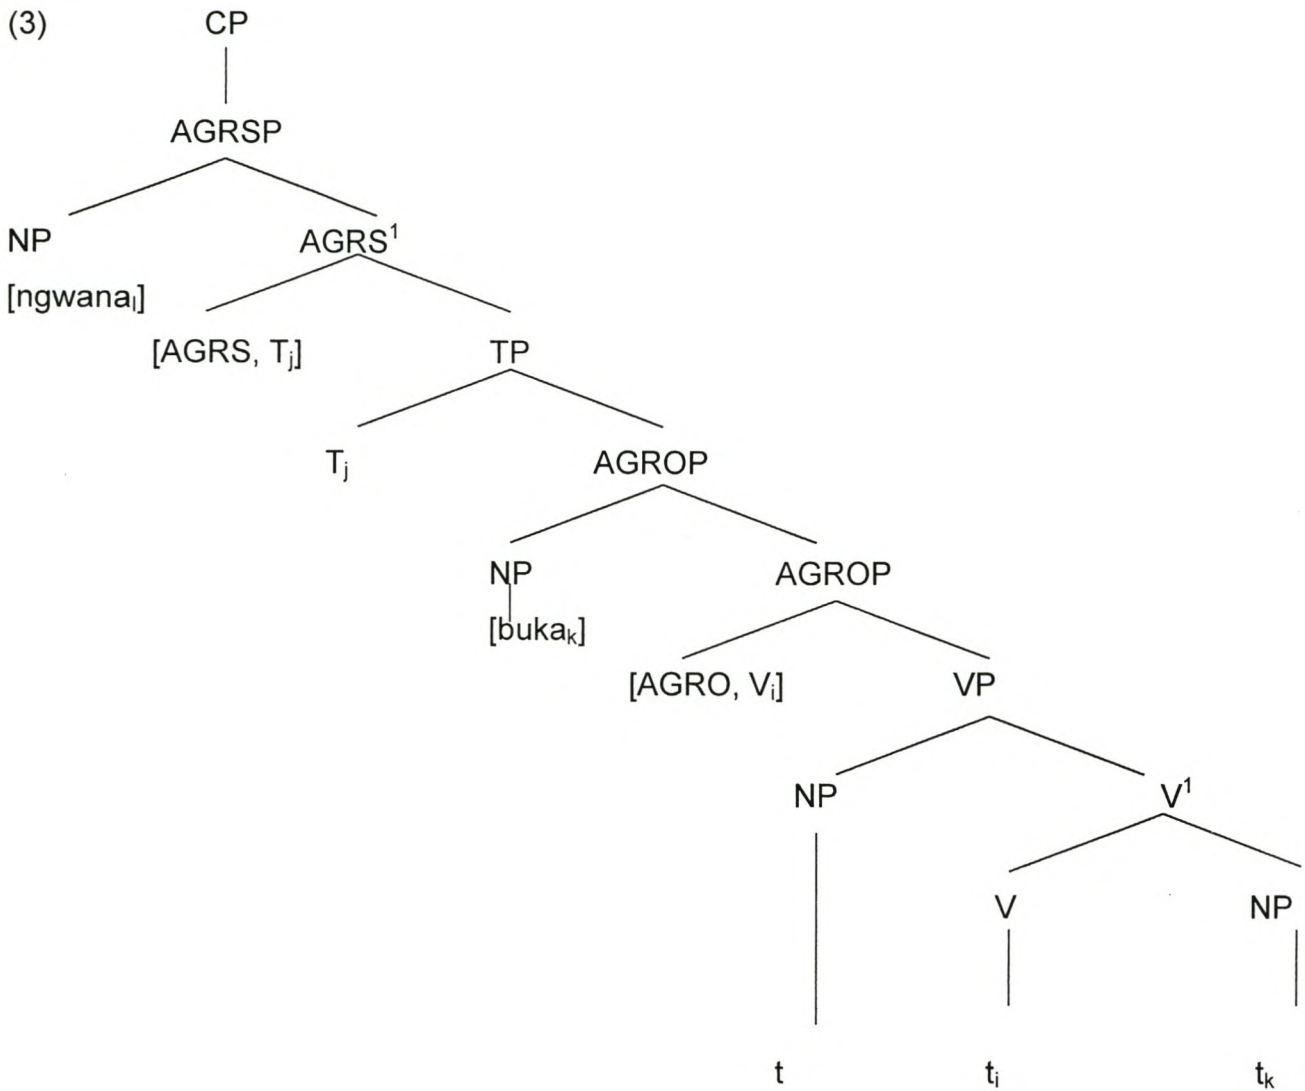 (3) CP
AGRSP
NP AGRS¹
[ngwanaₗ]
[AGRS, Tⱼ] TP
Tⱼ AGROP
NP AGROP
[bukaₖ]
[AGRO, Vᵢ] VP
NP V¹
V NP
t tᵢ tₖ